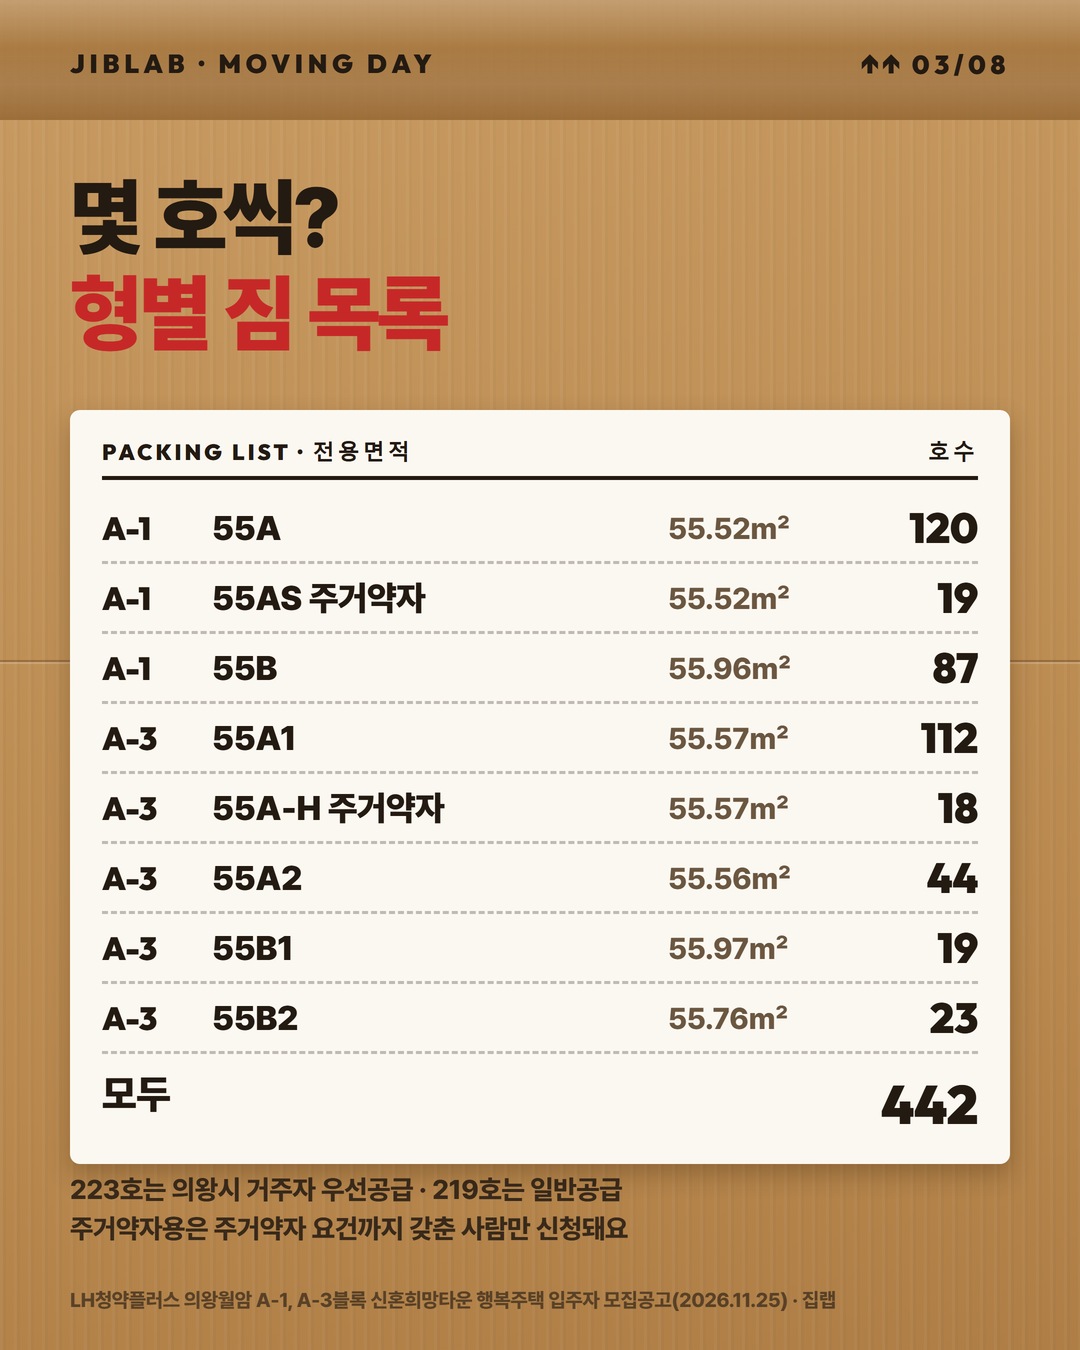 JIBLAB · MOVING DAY
↑↑ 03/08
몇 호씩?
형별 짐 목록
PACKING LIST · 전용면적 호수
A-1 55A 55.52m² 120
A-1 55AS 주거약자 55.52m² 19
A-1 55B 55.96m² 87
A-3 55A1 55.57m² 112
A-3 55A-H 주거약자 55.57m² 18
A-3 55A2 55.56m² 44
A-3 55B1 55.97m² 19
A-3 55B2 55.76m² 23
모두 442
223호는 의왕시 거주자 우선공급 · 219호는 일반공급
주거약자용은 주거약자 요건까지 갖춘 사람만 신청돼요
LH청약플러스 의왕월암 A-1, A-3블록 신혼희망타운 행복주택 입주자 모집공고(2026.11.25) · 집랩